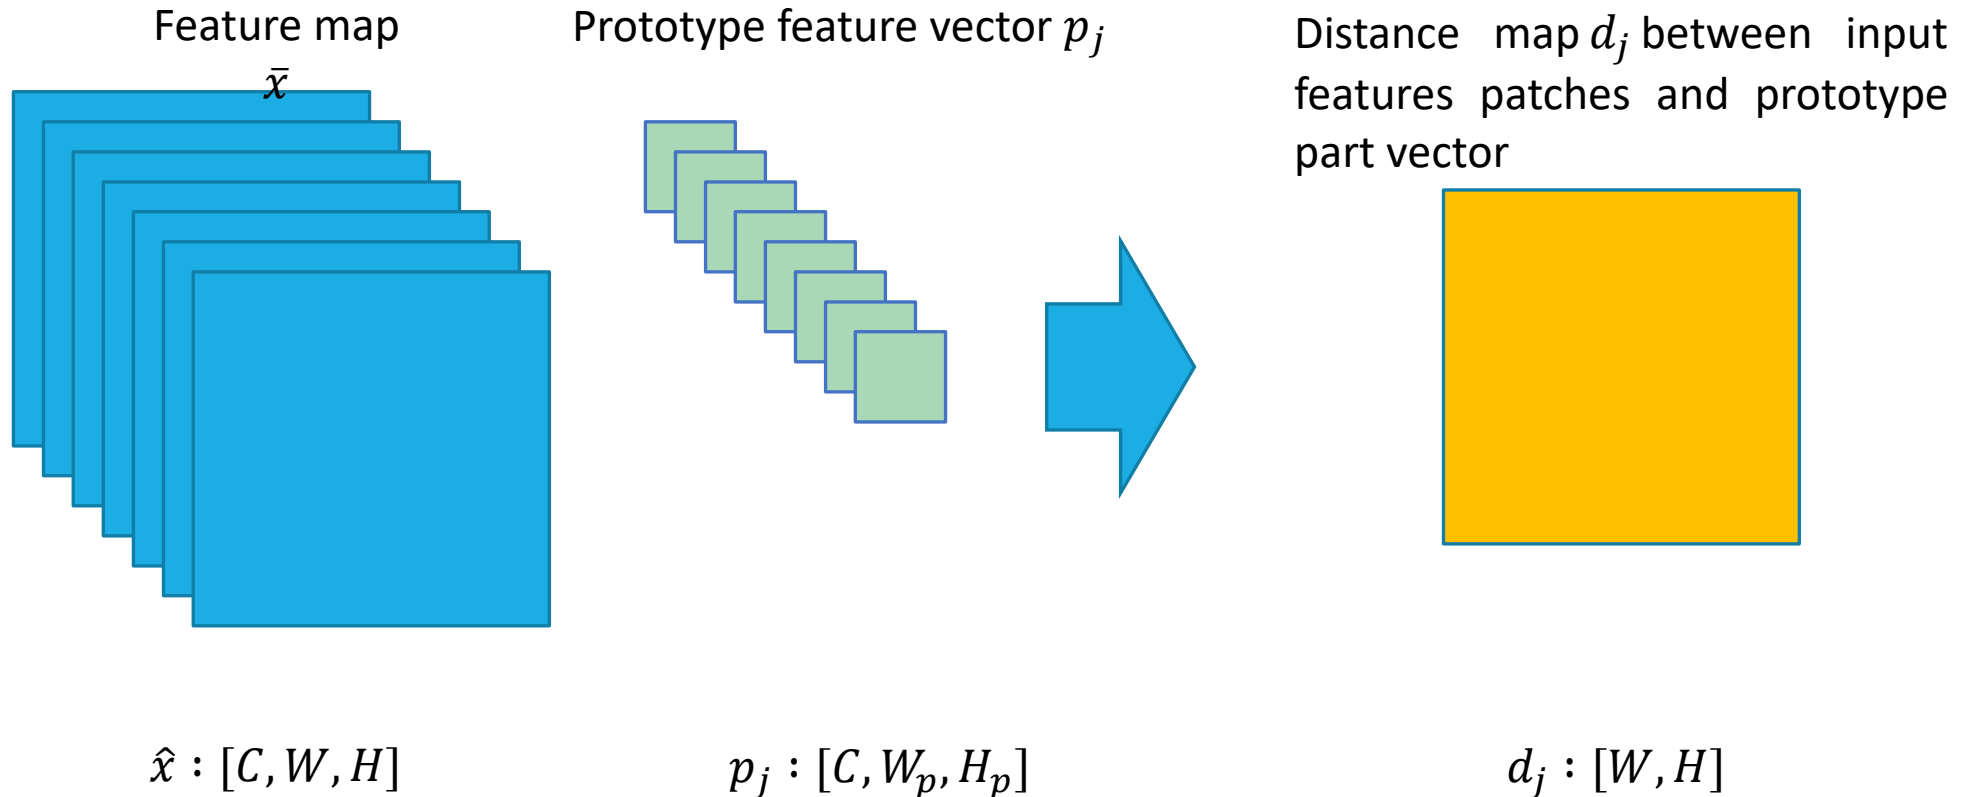 Feature map
x̄
Prototype feature vector pⱼ
Distance map dⱼ between input
features patches and prototype
part vector
x̂ : [C, W, H]
pⱼ : [C, Wₚ, Hₚ]
dⱼ : [W, H]